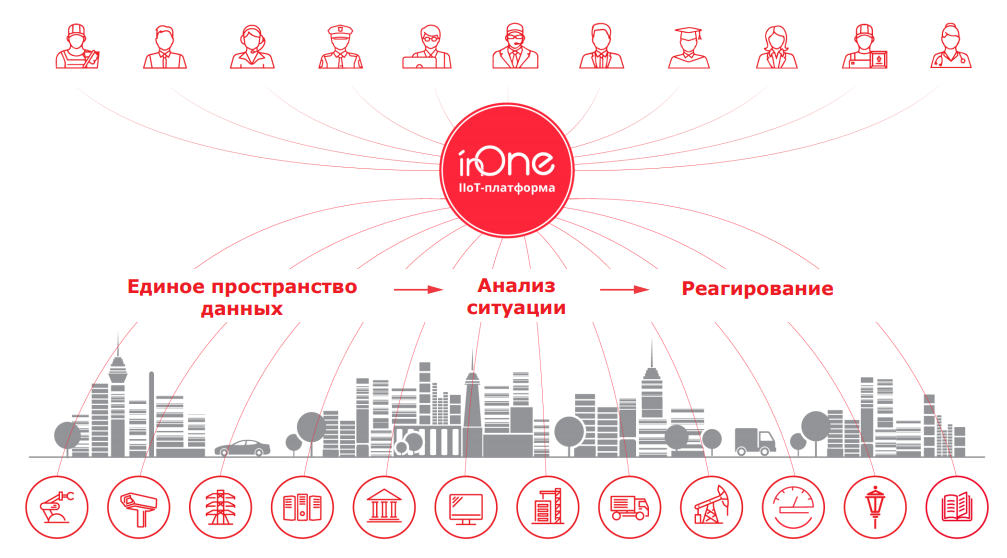 inOne
IIoT-платформа
Единое пространство
данных
Анализ
ситуации
Реагирование